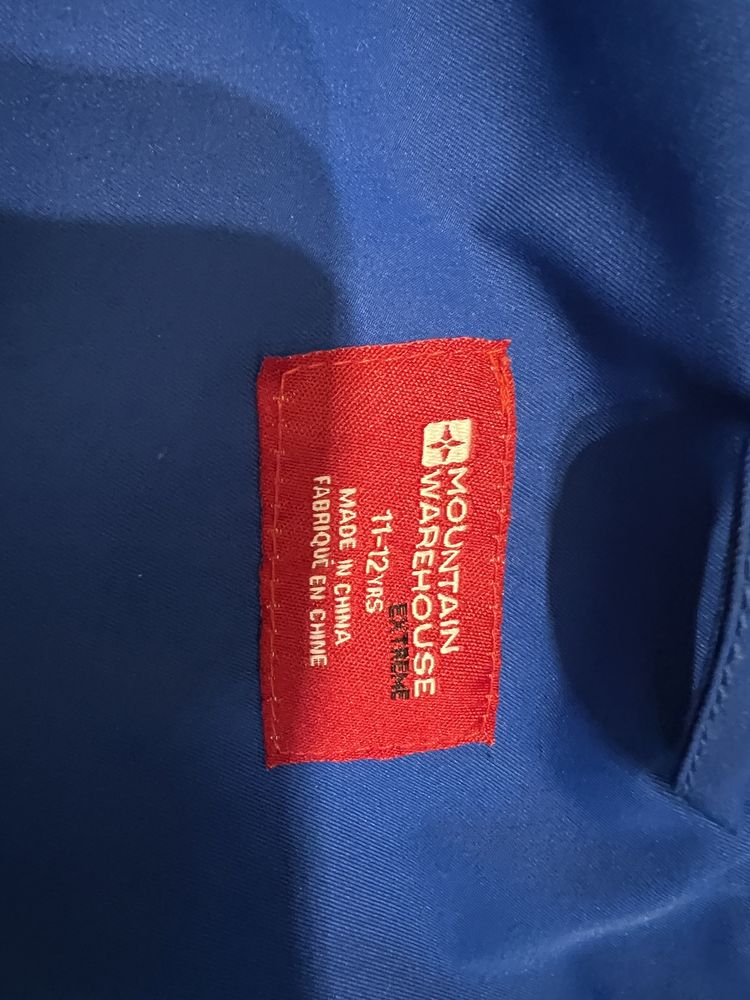 MOUNTAIN
WAREHOUSE
EXTREME
11-12YRS
MADE IN CHINA
FABRIQUÉ EN CHINE